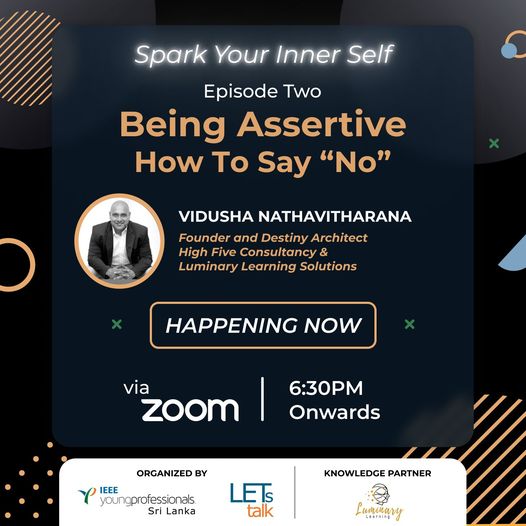 Spark Your Inner Self
Episode Two
Being Assertive
How To Say “No”
VIDUSHA NATHAVITHARANA
Founder and Destiny Architect
High Five Consultancy &
Luminary Learning Solutions
HAPPENING NOW
via
zoom
6:30PM
Onwards
ORGANIZED BY
IEEE
youngprofessionals
Sri Lanka
LETs
talk
KNOWLEDGE PARTNER
Luminary
Learning